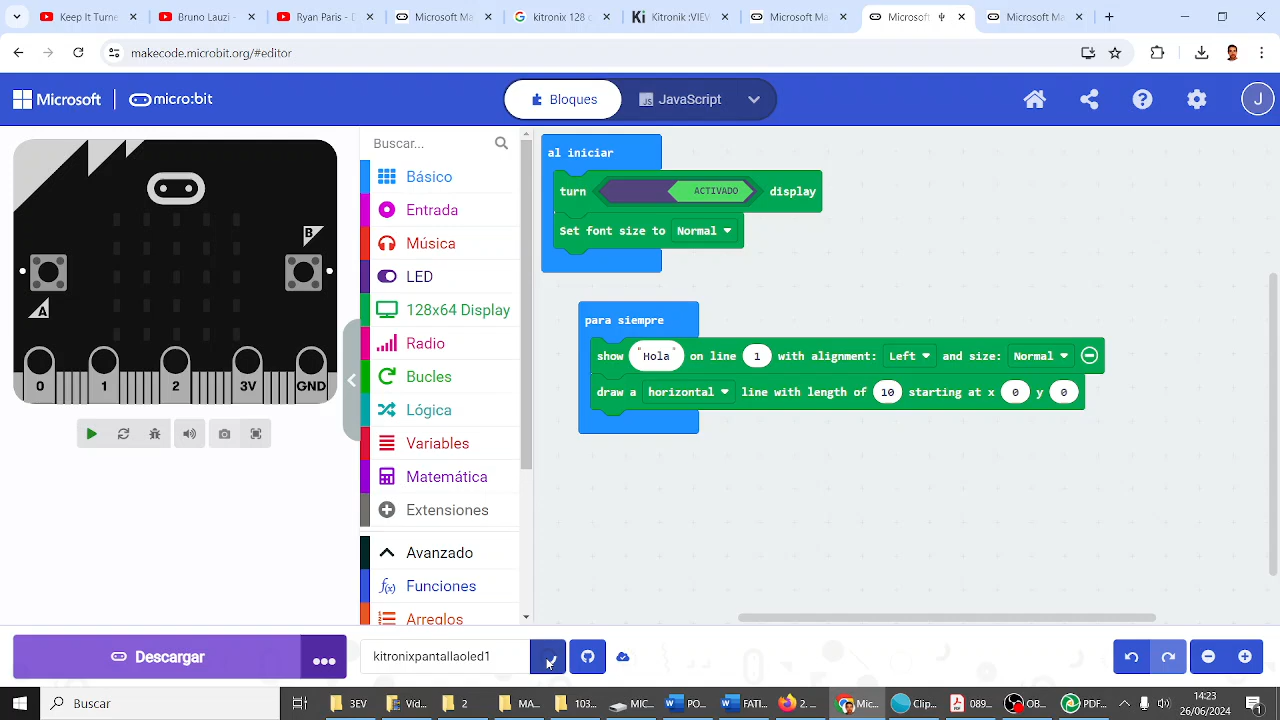 Keep It Turne
Bruno Lauzi -
Ryan Paris - D
Microsoft Ma
kitronix 128 o
Ki Kitronik :VIEW
Microsoft Ma
Microsoft
Microsoft Ma
makecode.microbit.org/#editor
Microsoft micro:bit
Bloques
JS JavaScript
J
Buscar...
Básico
Entrada
Música
LED
128x64 Display
Radio
Bucles
Lógica
Variables
Matemática
Extensiones
Avanzado
f(x) Funciones
Arreglos
A
B
0 1 2 3V GND
al iniciar
turn ACTIVADO display
Set font size to Normal
para siempre
show "Hola" on line 1 with alignment: Left and size: Normal
draw a horizontal line with length of 10 starting at x 0 y 0
Descargar
kitronixpantallaoled1
Buscar
3ºV
Vid...
2
MA...
103...
MIC...
PO...
FATI...
2...
Mic...
Clip...
089...
OB...
PDF...
14:23
26/06/2024